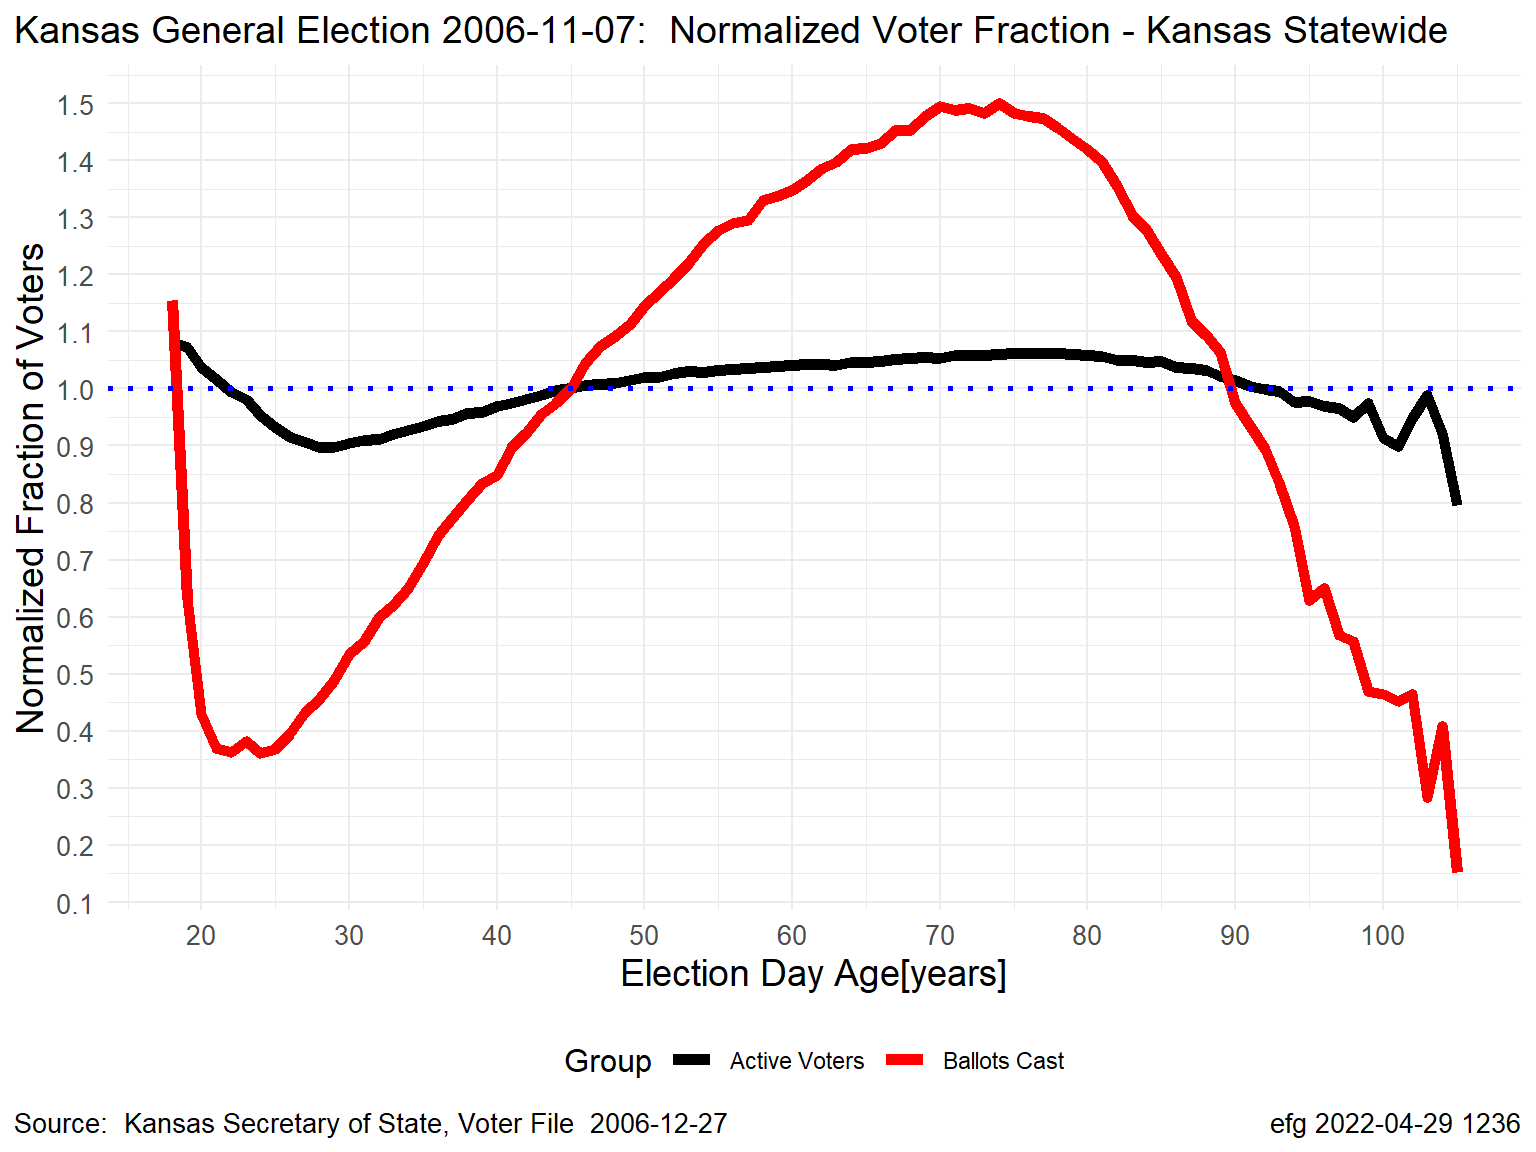 Kansas General Election 2006-11-07:  Normalized Voter Fraction - Kansas Statewide
Normalized Fraction of Voters
1.5
1.4
1.3
1.2
1.1
1.0
0.9
0.8
0.7
0.6
0.5
0.4
0.3
0.2
0.1
20 30 40 50 60 70 80 90 100
Election Day Age[years]
Group Active Voters Ballots Cast
Source:  Kansas Secretary of State, Voter File  2006-12-27
efg 2022-04-29 1236